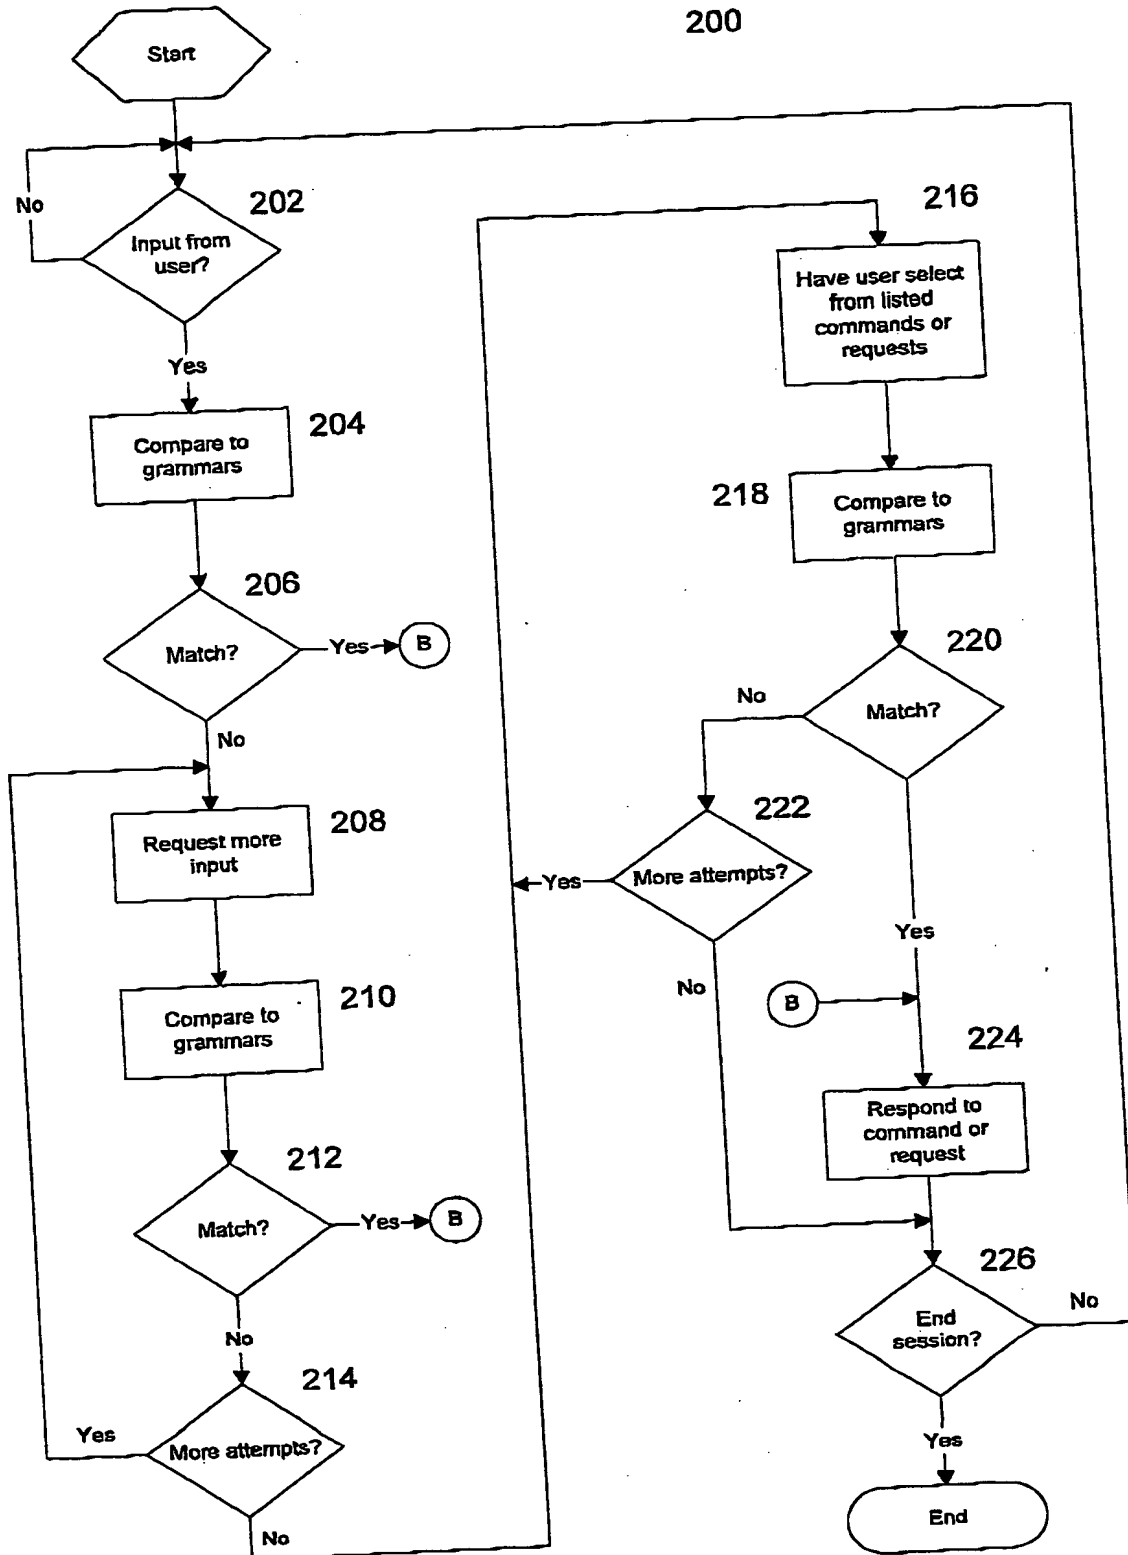 200
Start
No
202
Input from
user?
Yes
204
Compare to
grammars
206
Match?
Yes
B
No
208
Request more
input
210
Compare to
grammars
212
Match?
Yes
B
No
214
Yes
More attempts?
No
216
Have user select
from listed
commands or
requests
218
Compare to
grammars
220
No
Match?
222
Yes
More attempts?
Yes
No
B
224
Respond to
command or
request
226
End
session?
No
Yes
End